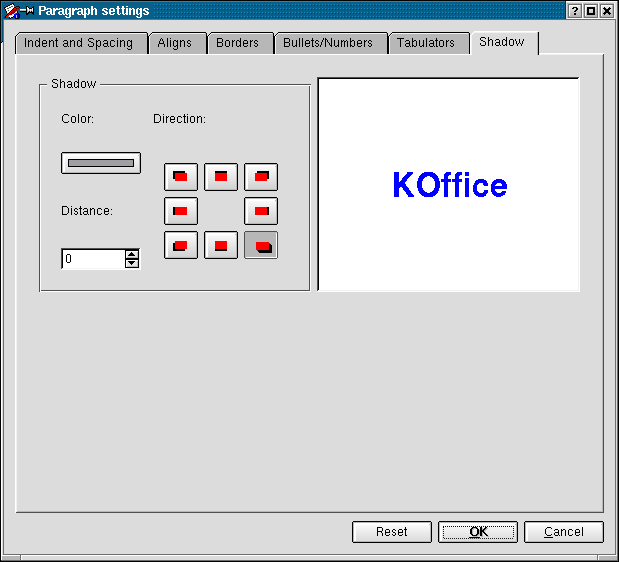 Paragraph settings
Indent and Spacing Aligns Borders Bullets/Numbers Tabulators Shadow
Shadow
Color: Direction:
KOffice
Distance:
0
Reset OK Cancel